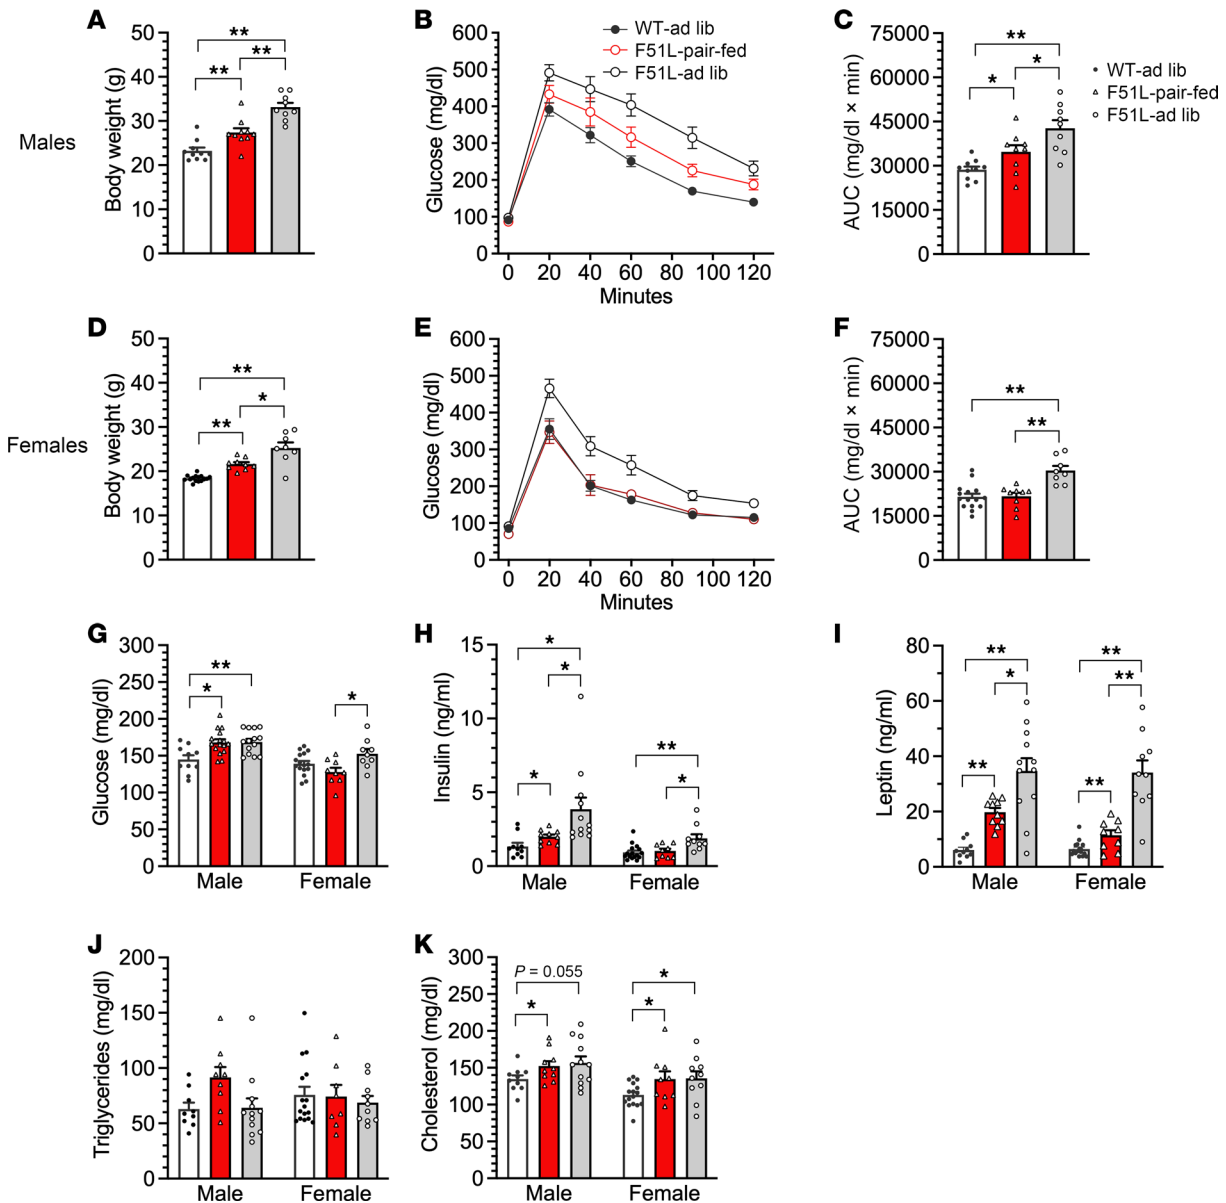 A
Body weight (g)
50
40
30
20
10
0
**
**
**
Males
B
Glucose (mg/dl)
600
500
400
300
200
100
0
0 20 40 60 80 100 120
Minutes
WT-ad lib
F51L-pair-fed
F51L-ad lib
C
AUC (mg/dl × min)
75000
60000
45000
30000
15000
0
**
*
*
WT-ad lib
F51L-pair-fed
F51L-ad lib
D
Body weight (g)
50
40
30
20
10
0
**
*
**
Females
E
Glucose (mg/dl)
600
500
400
300
200
100
0
0 20 40 60 80 100 120
Minutes
F
AUC (mg/dl × min)
75000
60000
45000
30000
15000
0
**
**
G
Glucose (mg/dl)
300
250
200
150
100
50
0
**
*
*
Male Female
H
Insulin (ng/ml)
15
10
5
0
*
*
*
**
*
Male Female
I
Leptin (ng/ml)
80
60
40
20
0
**
*
**
**
**
**
Male Female
J
Triglycerides (mg/dl)
200
150
100
50
0
Male Female
K
Cholesterol (mg/dl)
300
250
200
150
100
50
0
P = 0.055
*
*
*
Male Female